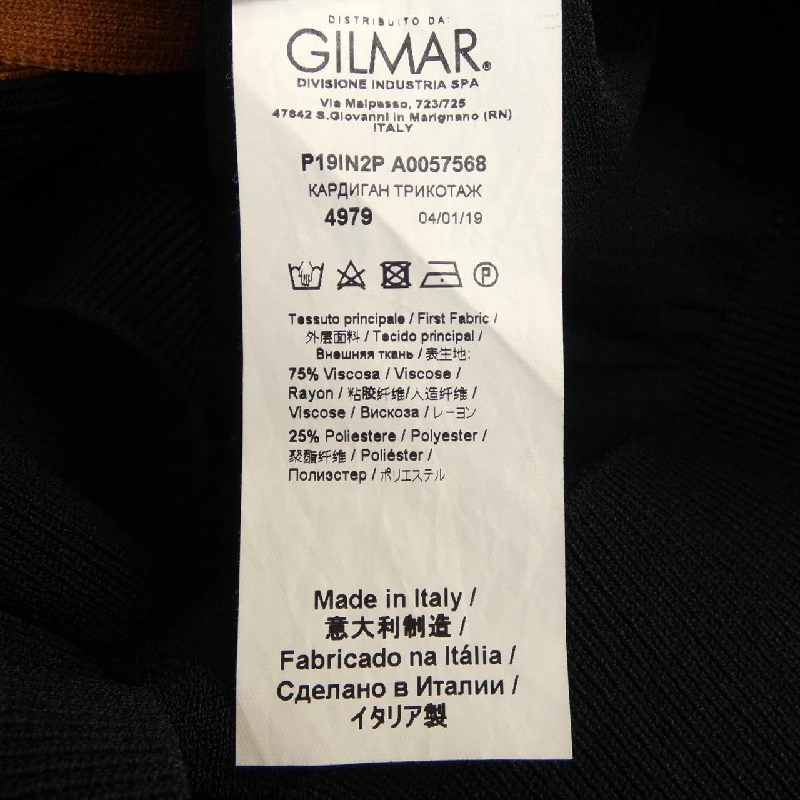 DISTRIBUITO DA:
GILMAR®
DIVISIONE INDUSTRIA SPA
Via Malpasso, 723/725
47842 S.Giovanni in Marignano (RN)
ITALY
P19IN2P A0057568
КАРДИГАН ТРИКОТАЖ
4979 04/01/19
P
Tessuto principale / First Fabric /
外层面料 / Tecido principal /
Внешняя ткань / 表生地:
75% Viscosa / Viscose /
Rayon / 粘胶纤维/人造纤维 /
Viscose / Вискоза / レーヨン
25% Poliestere / Polyester /
聚酯纤维 / Poliéster /
Полиэстер / ポリエステル
Made in Italy /
意大利制造 /
Fabricado na Itália /
Сделано в Италии /
イタリア製